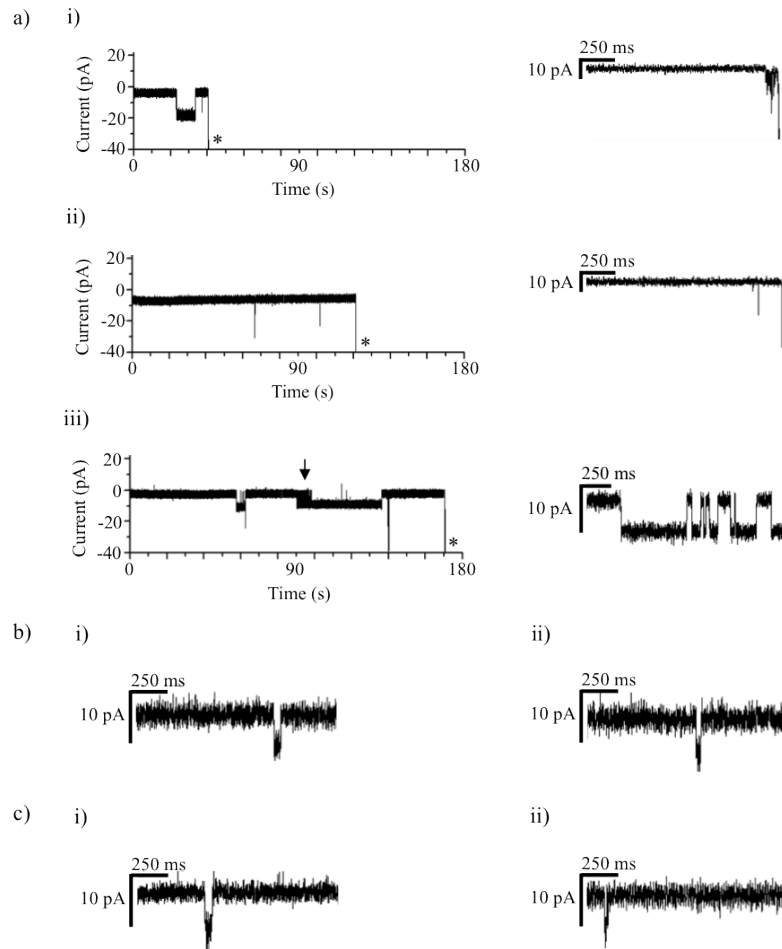 a)
i)
20
0
-20
-40
Current (pA)
*
0
90
180
Time (s)
250 ms
10 pA
ii)
20
0
-20
-40
Current (pA)
*
0
90
180
Time (s)
250 ms
10 pA
iii)
20
0
-20
-40
Current (pA)
*
0
90
180
Time (s)
250 ms
10 pA
b)
i)
250 ms
10 pA
ii)
250 ms
10 pA
c)
i)
250 ms
10 pA
ii)
250 ms
10 pA